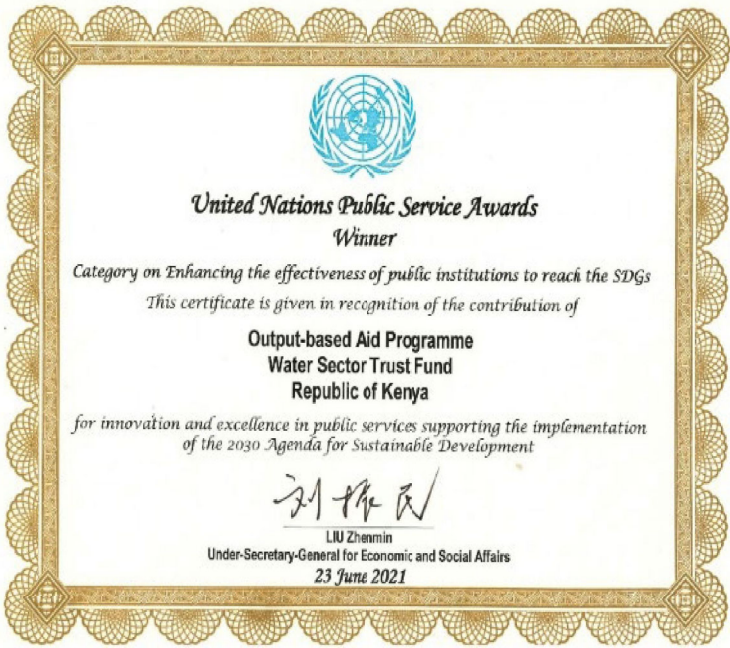 United Nations Public Service Awards
Winner
Category on Enhancing the effectiveness of public institutions to reach the SDGs
This certificate is given in recognition of the contribution of
Output-based Aid Programme
Water Sector Trust Fund
Republic of Kenya
for innovation and excellence in public services supporting the implementation
of the 2030 Agenda for Sustainable Development
刘振民
LIU Zhenmin
Under-Secretary-General for Economic and Social Affairs
23 June 2021